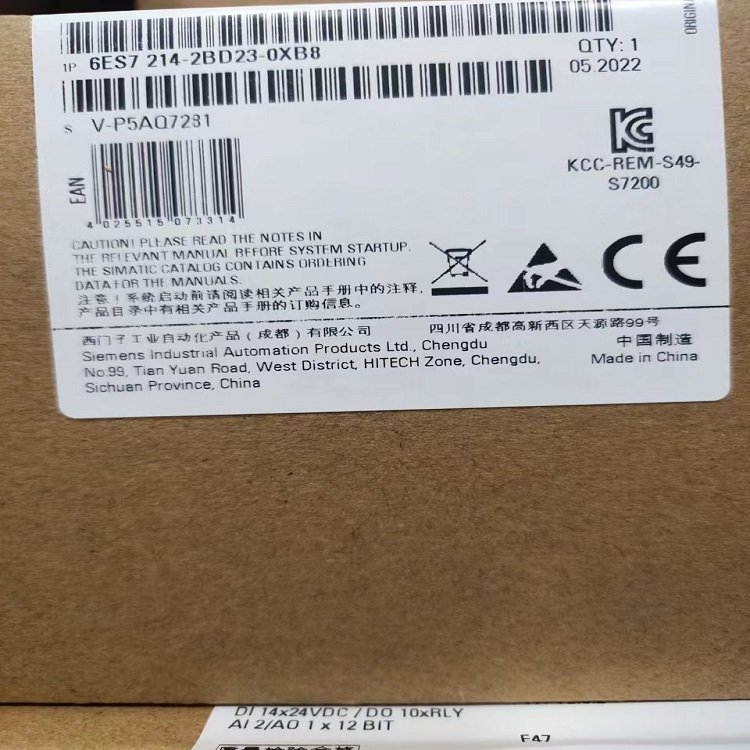 1P 6ES7 214-2BD23-0XB8
QTY: 1
05.2022
ORIGIN
S V-P5AQ7281
KCC-REM-S49-
S7200
EAN
4 025515 073314
CAUTION! PLEASE READ THE NOTES IN
THE RELEVANT MANUAL BEFORE SYSTEM STARTUP.
THE SIMATIC CATALOG CONTAINS ORDERING
DATA FOR THE MANUALS.
注意!系统启动前请阅读相关产品手册中的注释,
产品目录中有相关产品手册的订购信息。
CE
西门子工业自动化产品(成都)有限公司 四川省成都高新西区天源路99号
Siemens Industrial Automation Products Ltd., Chengdu
No.99, Tian Yuan Road, West District, HITECH Zone, Chengdu,
Sichuan Province, China
中国制造
Made in China
DI 14x24VDC / DO 10xRLY
AI 2/AO 1 x 12 BIT